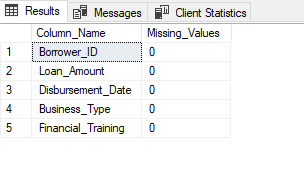 Results Messages Client Statistics
Column_Name Missing_Values
1 Borrower_ID 0
2 Loan_Amount 0
3 Disbursement_Date 0
4 Business_Type 0
5 Financial_Training 0